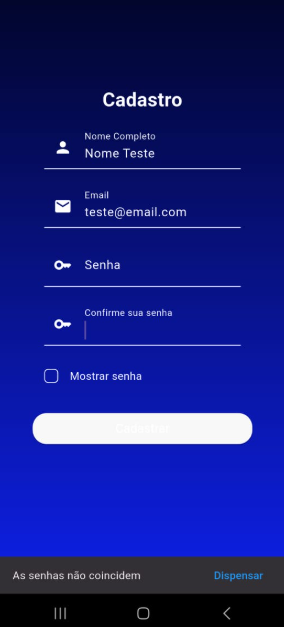 Cadastro
Nome Completo
Nome Teste
Email
teste@email.com
Senha
Confirme sua senha
Mostrar senha
Cadastrar
As senhas não coincidem
Dispensar